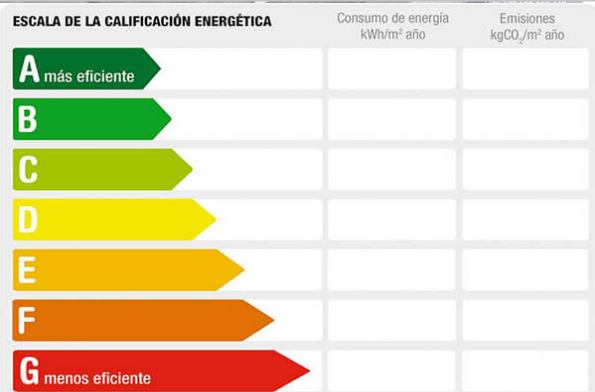 ESCALA DE LA CALIFICACIÓN ENERGÉTICA
Consumo de energía
kWh/m² año
Emisiones
kgCO₂/m² año
A más eficiente
B
C
D
E
F
G menos eficiente